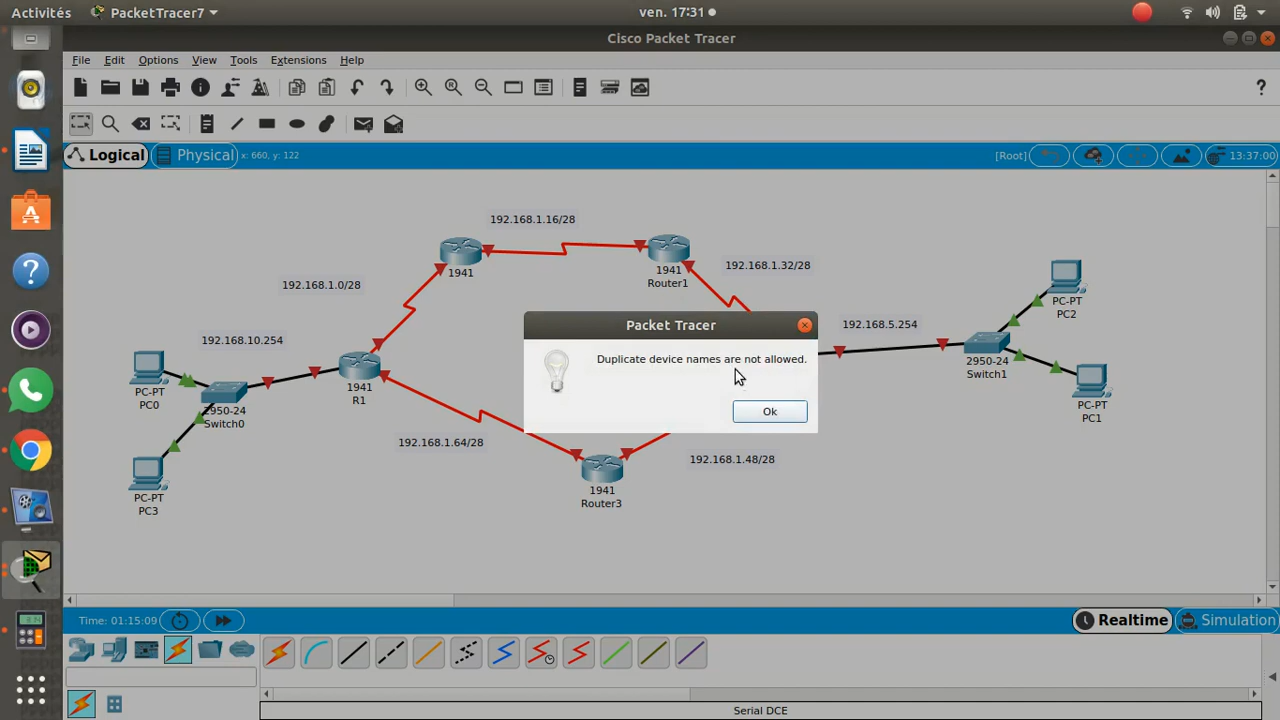 Activités
PacketTracer7
ven. 17:31
Cisco Packet Tracer
File Edit Options View Tools Extensions Help
Logical
Physical
x: 660, y: 122
[Root]
13:37:00
192.168.1.16/28
1941
1941
Router1
192.168.1.32/28
192.168.1.0/28
PC-PT
PC2
192.168.10.254
192.168.5.254
Packet Tracer
Duplicate device names are not allowed.
Ok
2950-24
Switch1
PC-PT
PC0
2950-24
Switch0
1941
R1
PC-PT
PC1
192.168.1.64/28
192.168.1.48/28
PC-PT
PC3
1941
Router3
Time: 01:15:09
Realtime
Simulation
Serial DCE